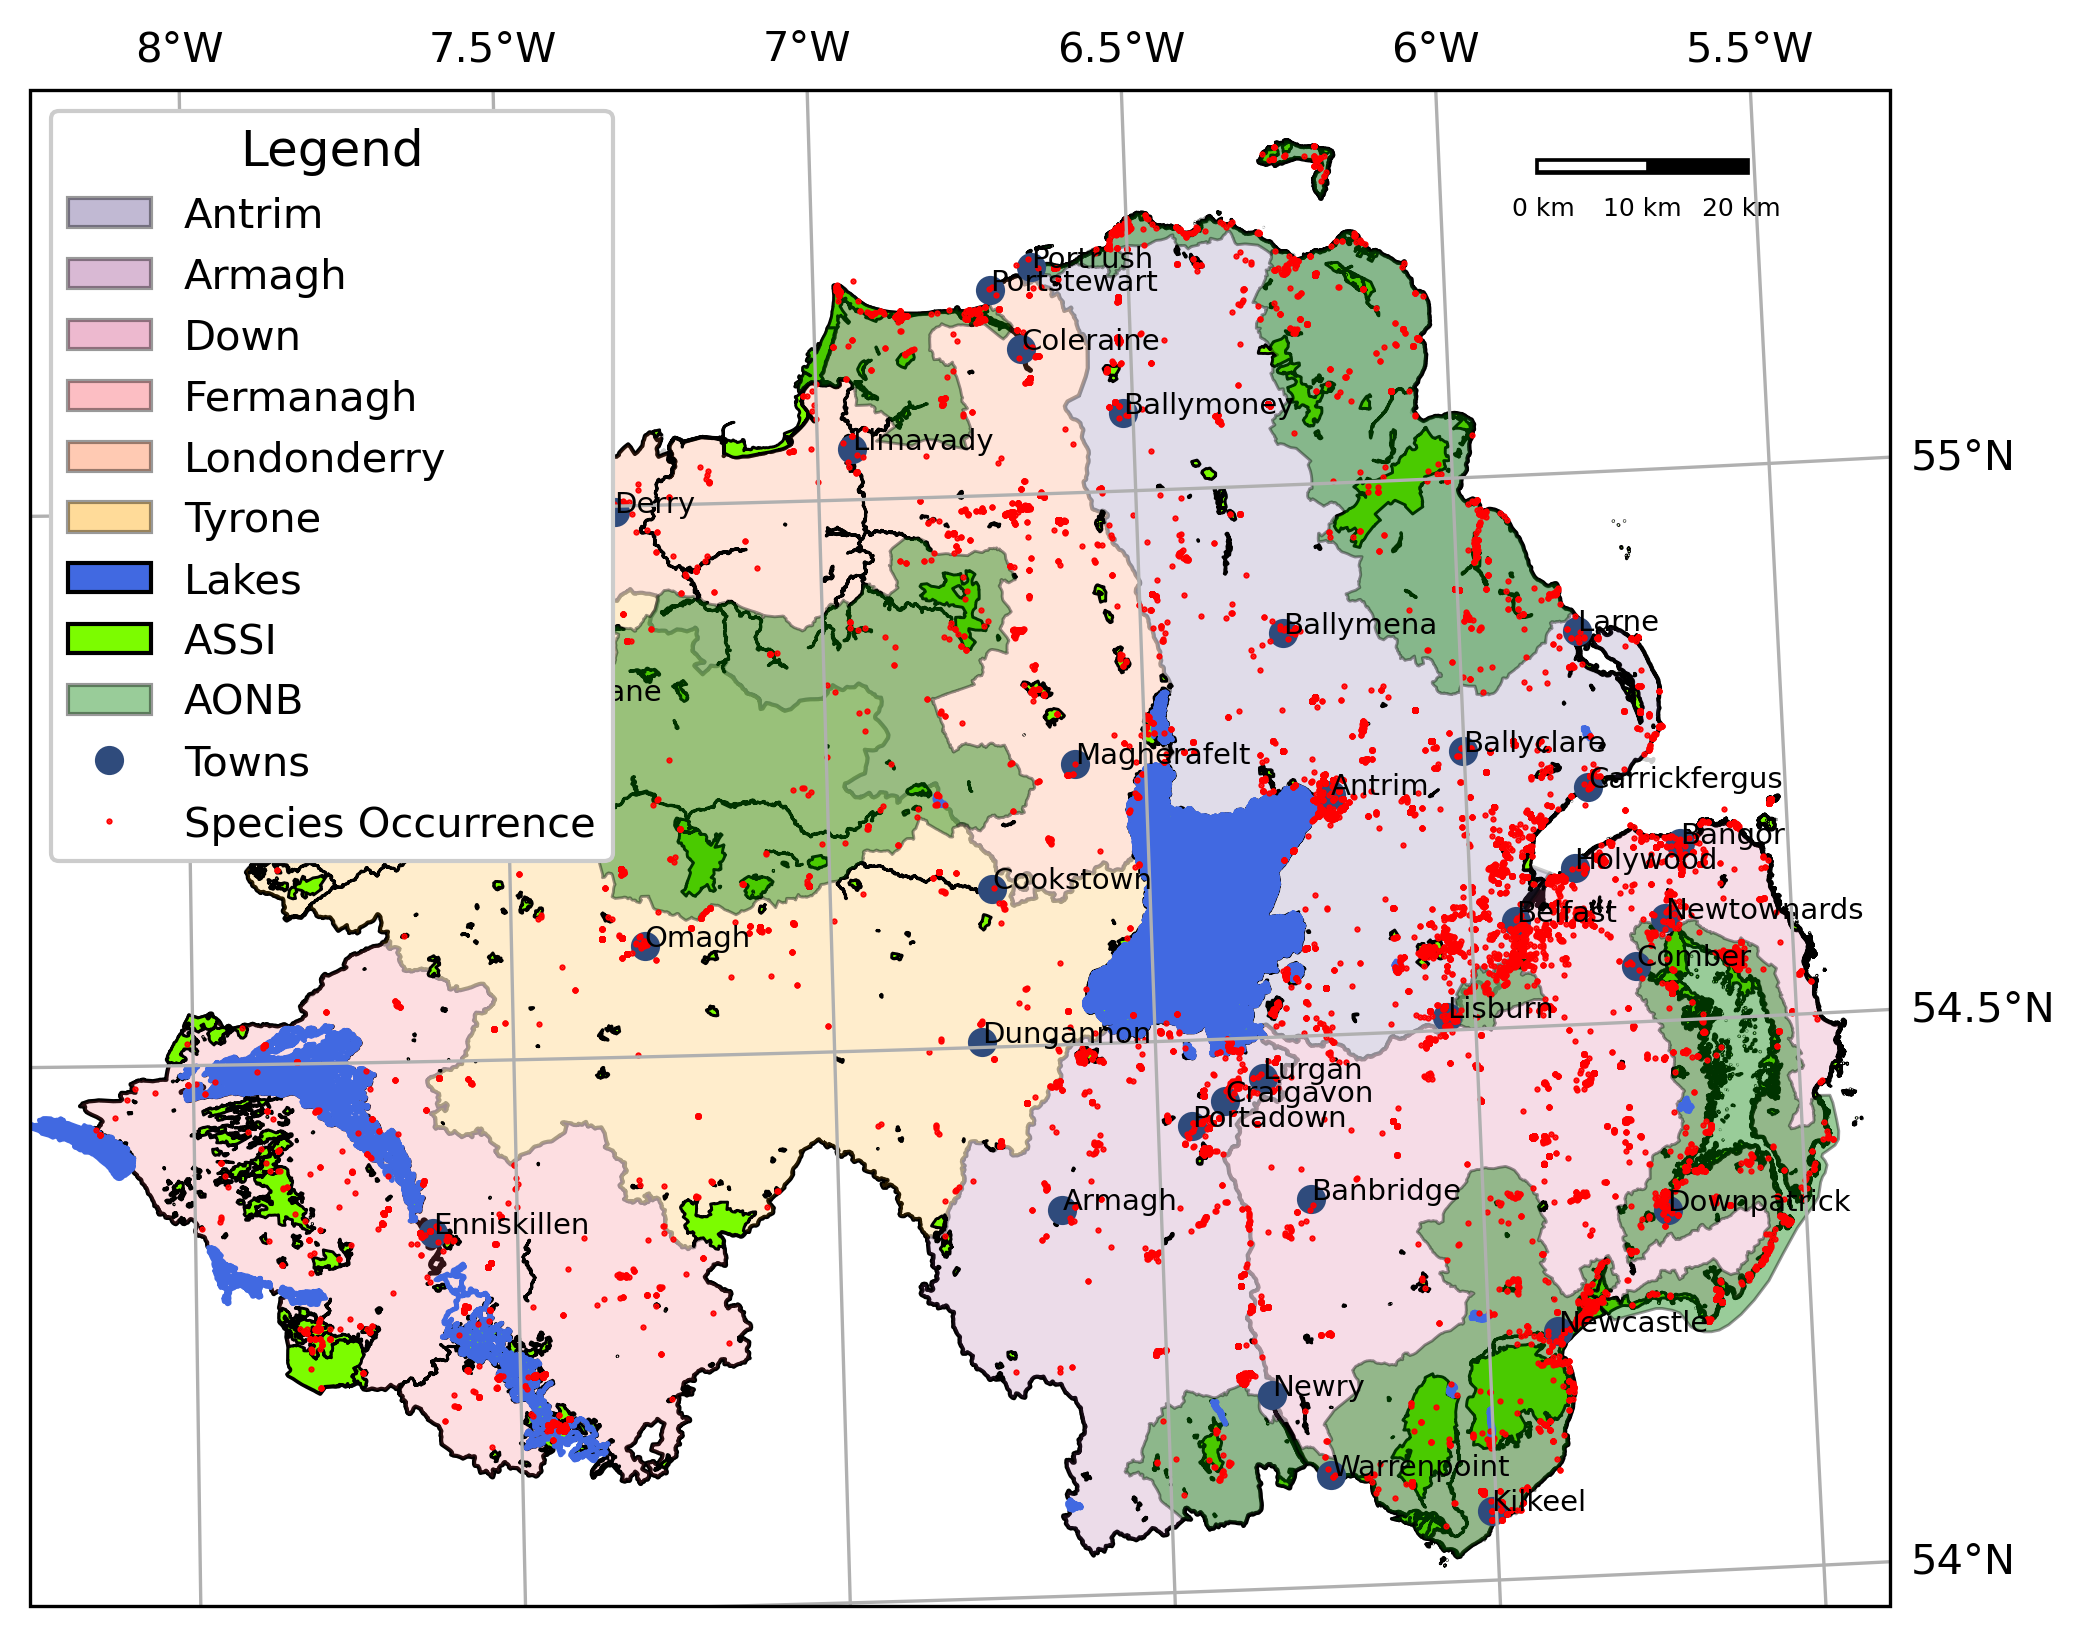 8°W 7.5°W 7°W 6.5°W 6°W 5.5°W
Legend
Antrim
Armagh
Down
Fermanagh
Londonderry
Tyrone
Lakes
ASSI
AONB
Towns
Species Occurrence
0 km 10 km 20 km
Portrush
Portstewart
Coleraine
Ballymoney
Limavady
55°N
Derry
Ballymena
Larne
ane
Ballyclare
Magherafelt
Carrickfergus
Antrim
Bangor
Holywood
Cookstown
Newtownards
Belfast
Omagh
Comber
Lisburn
54.5°N
Dungannon
Lurgan
Craigavon
Portadown
Banbridge
Armagh
Downpatrick
Enniskillen
Newcastle
Newry
Warrenpoint
Kilkeel
54°N